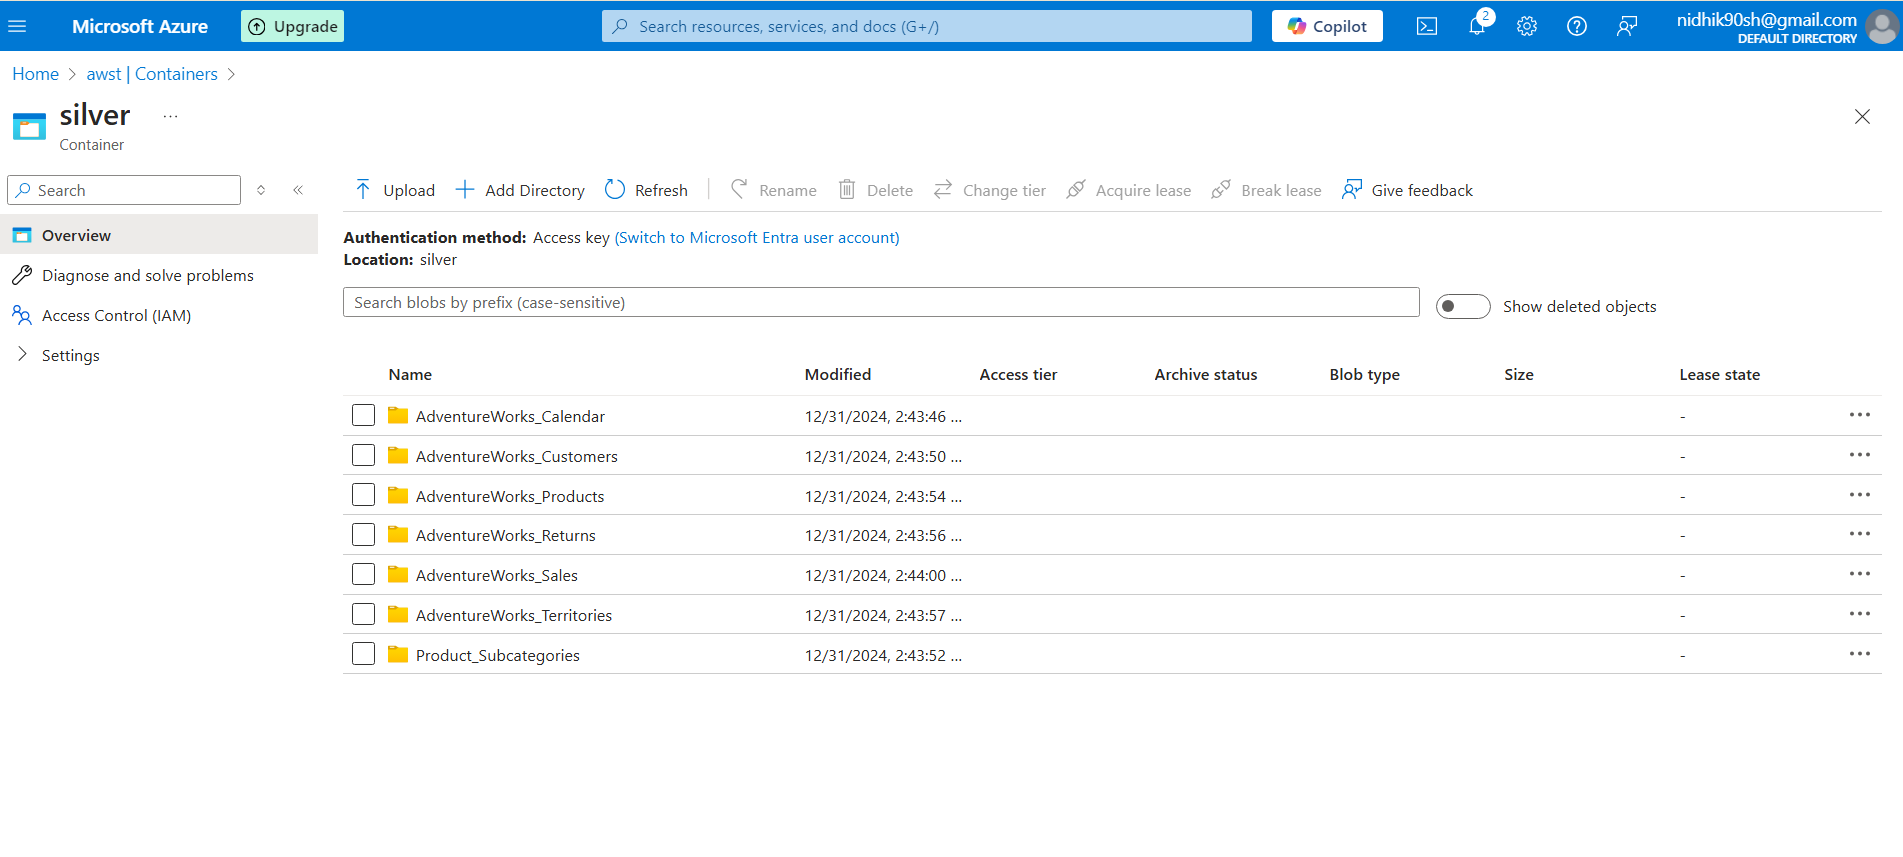 Microsoft Azure Upgrade Search resources, services, and docs (G+/) Copilot 2 nidhik90sh@gmail.com
DEFAULT DIRECTORY
Home > awst | Containers >
silver ...
Container
Search
Upload Add Directory Refresh Rename Delete Change tier Acquire lease Break lease Give feedback
Overview
Diagnose and solve problems
Access Control (IAM)
Settings
Authentication method: Access key (Switch to Microsoft Entra user account)
Location: silver
Search blobs by prefix (case-sensitive) Show deleted objects
Name Modified Access tier Archive status Blob type Size Lease state
AdventureWorks_Calendar 12/31/2024, 2:43:46 ... -
AdventureWorks_Customers 12/31/2024, 2:43:50 ... -
AdventureWorks_Products 12/31/2024, 2:43:54 ... -
AdventureWorks_Returns 12/31/2024, 2:43:56 ... -
AdventureWorks_Sales 12/31/2024, 2:44:00 ... -
AdventureWorks_Territories 12/31/2024, 2:43:57 ... -
Product_Subcategories 12/31/2024, 2:43:52 ... -